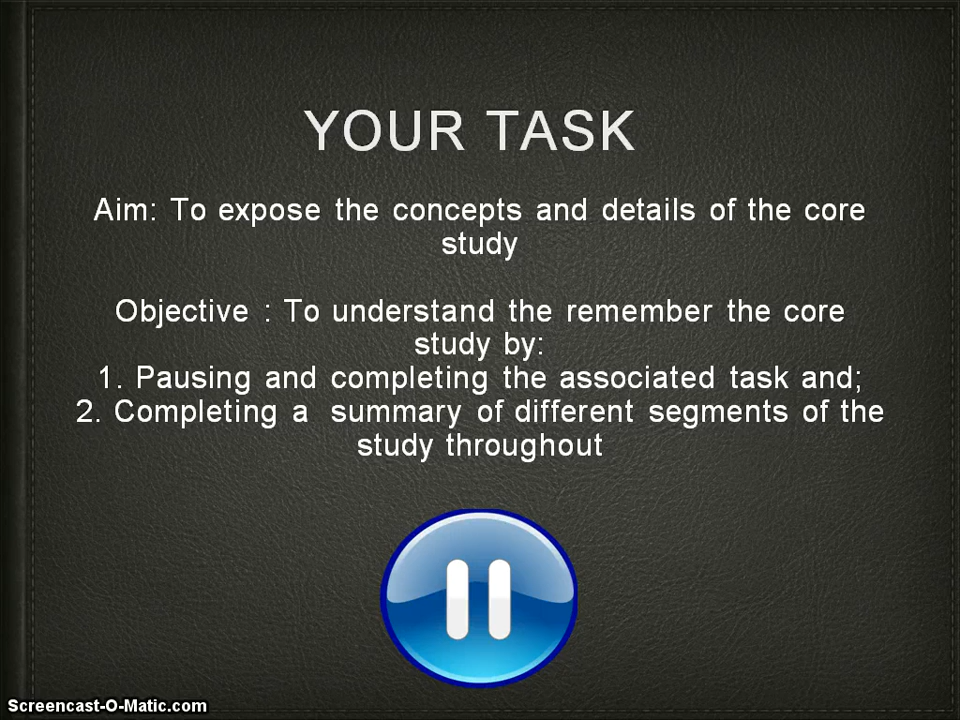 YOUR TASK
Aim: To expose the concepts and details of the core
study
Objective : To understand the remember the core
study by:
1. Pausing and completing the associated task and;
2. Completing a  summary of different segments of the
study throughout
Screencast-O-Matic.com